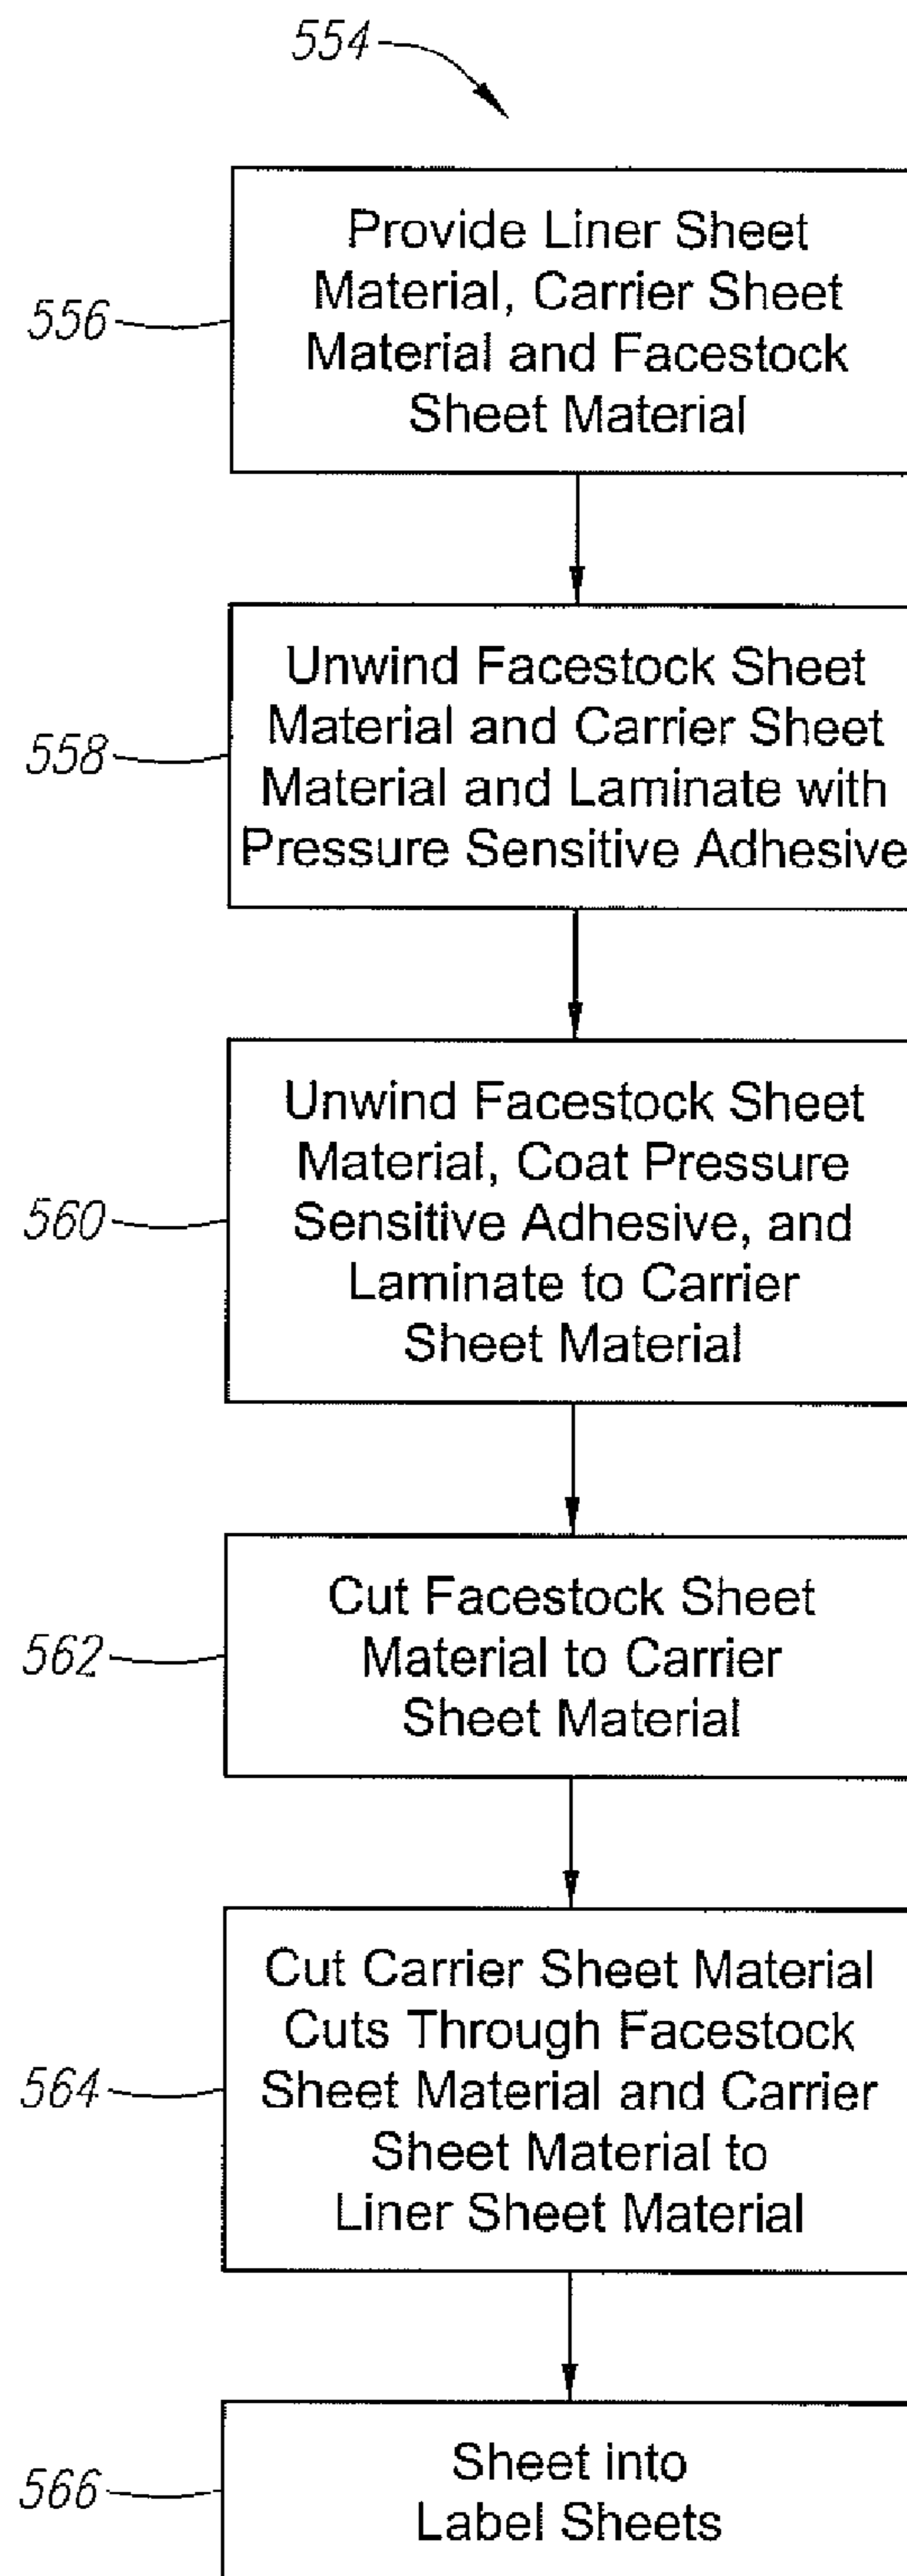 554
556
Provide Liner Sheet
Material, Carrier Sheet
Material and Facestock
Sheet Material
558
Unwind Facestock Sheet
Material and Carrier Sheet
Material and Laminate with
Pressure Sensitive Adhesive
560
Unwind Facestock Sheet
Material, Coat Pressure
Sensitive Adhesive, and
Laminate to Carrier
Sheet Material
562
Cut Facestock Sheet
Material to Carrier
Sheet Material
564
Cut Carrier Sheet Material
Cuts Through Facestock
Sheet Material and Carrier
Sheet Material to
Liner Sheet Material
566
Sheet into
Label Sheets